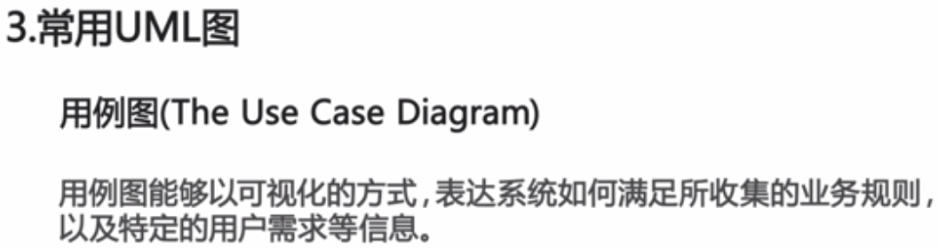 3.常用UML图
用例图(The Use Case Diagram)
用例图能够以可视化的方式,表达系统如何满足所收集的业务规则,
以及特定的用户需求等信息。